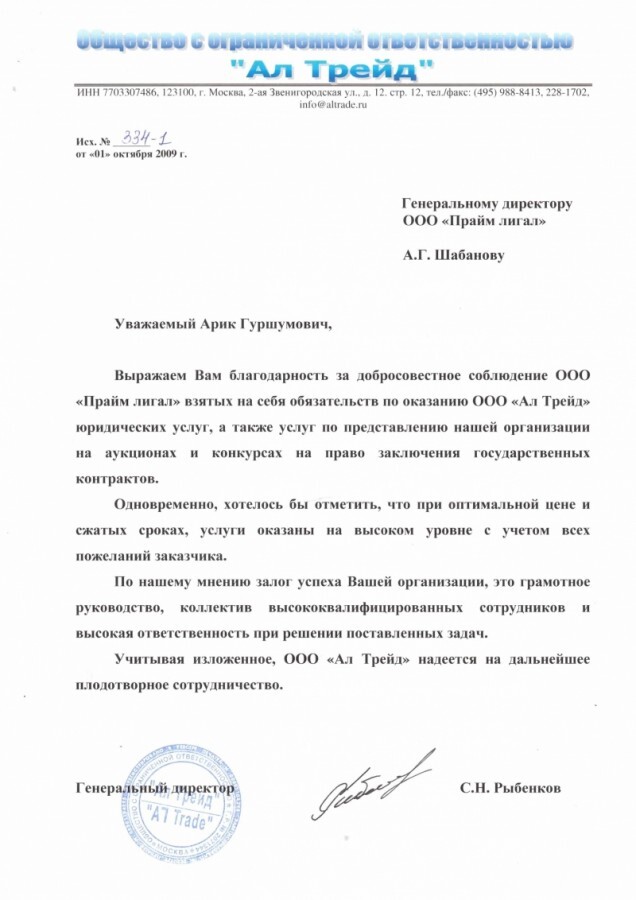 Общество с ограниченной ответственностью
"Ал Трейд"
ИНН 7703307486, 123100, г. Москва, 2-ая Звенигородская ул., д. 12. стр. 12, тел./факс: (495) 988-8413, 228-1702,
info@altrade.ru
Исх. № 334-1
от «01» октября 2009 г.
Генеральному директору
ООО «Прайм лигал»
А.Г. Шабанову
Уважаемый Арик Гуршумович,
Выражаем Вам благодарность за добросовестное соблюдение ООО
«Прайм лигал» взятых на себя обязательств по оказанию ООО «Ал Трейд»
юридических услуг, а также услуг по представлению нашей организации
на аукционах и конкурсах на право заключения государственных
контрактов.
Одновременно, хотелось бы отметить, что при оптимальной цене и
сжатых сроках, услуги оказаны на высоком уровне с учетом всех
пожеланий заказчика.
По нашему мнению залог успеха Вашей организации, это грамотное
руководство, коллектив высококвалифицированных сотрудников и
высокая ответственность при решении поставленных задач.
Учитывая изложенное, ООО «Ал Трейд» надеется на дальнейшее
плодотворное сотрудничество.
Генеральный директор
С.Н. Рыбенков
"Ал Трейд"
"Al Trade"
МОСКВА